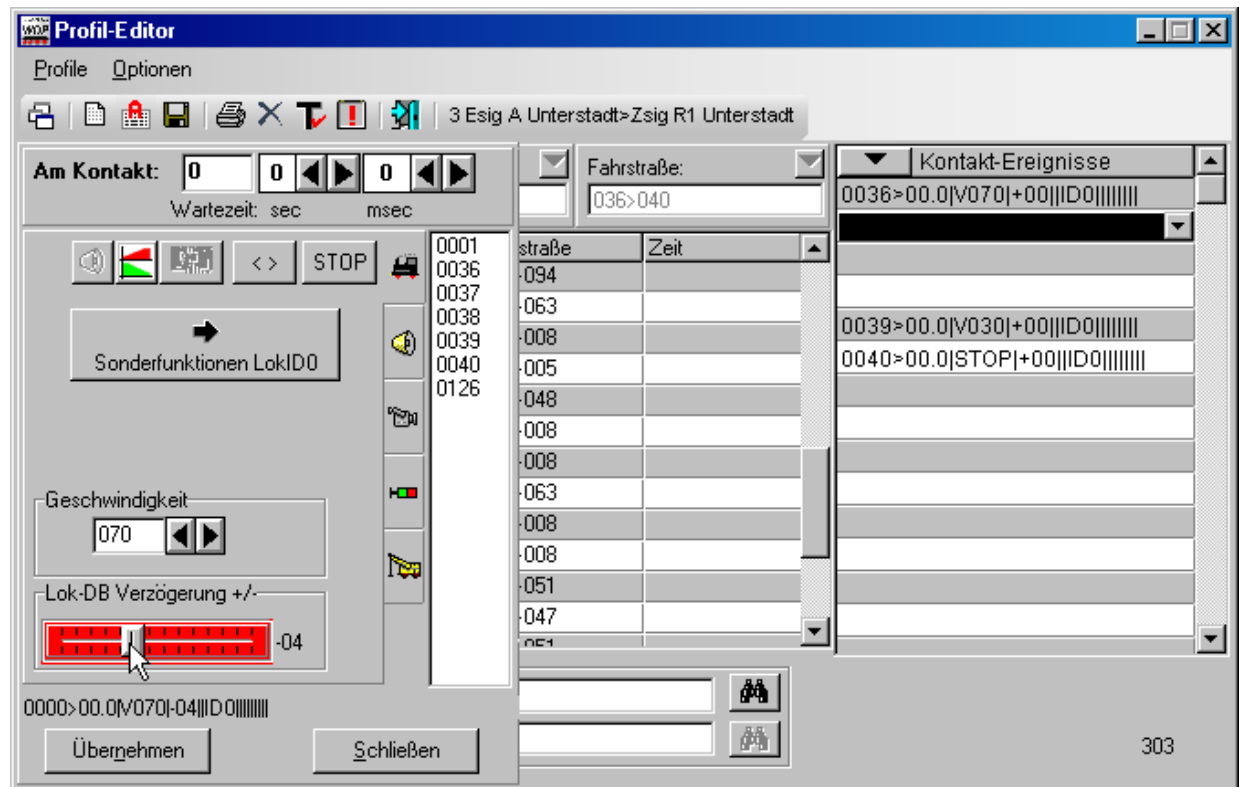 Profil-Editor
Profile Optionen
3 Esig A Unterstadt>Zsig R1 Unterstadt
Am Kontakt: 0 0 0
Wartezeit: sec msec
< > STOP
Sonderfunktionen LokID0
0001
0036
0037
0038
0039
0040
0126
Geschwindigkeit
070
Lok-DB Verzögerung +/-
-04
0000>00.0|V070|-04|||ID0||||||||
Übernehmen Schließen
Fahrstraße:
036>040
straße Zeit
-094
-063
-008
-005
-048
-008
-008
-063
-008
-008
-051
-047
-051
Kontakt-Ereignisse
0036>00.0|V070|+00|||ID0||||||||
0039>00.0|V030|+00|||ID0||||||||
0040>00.0|STOP|+00|||ID0||||||||
303